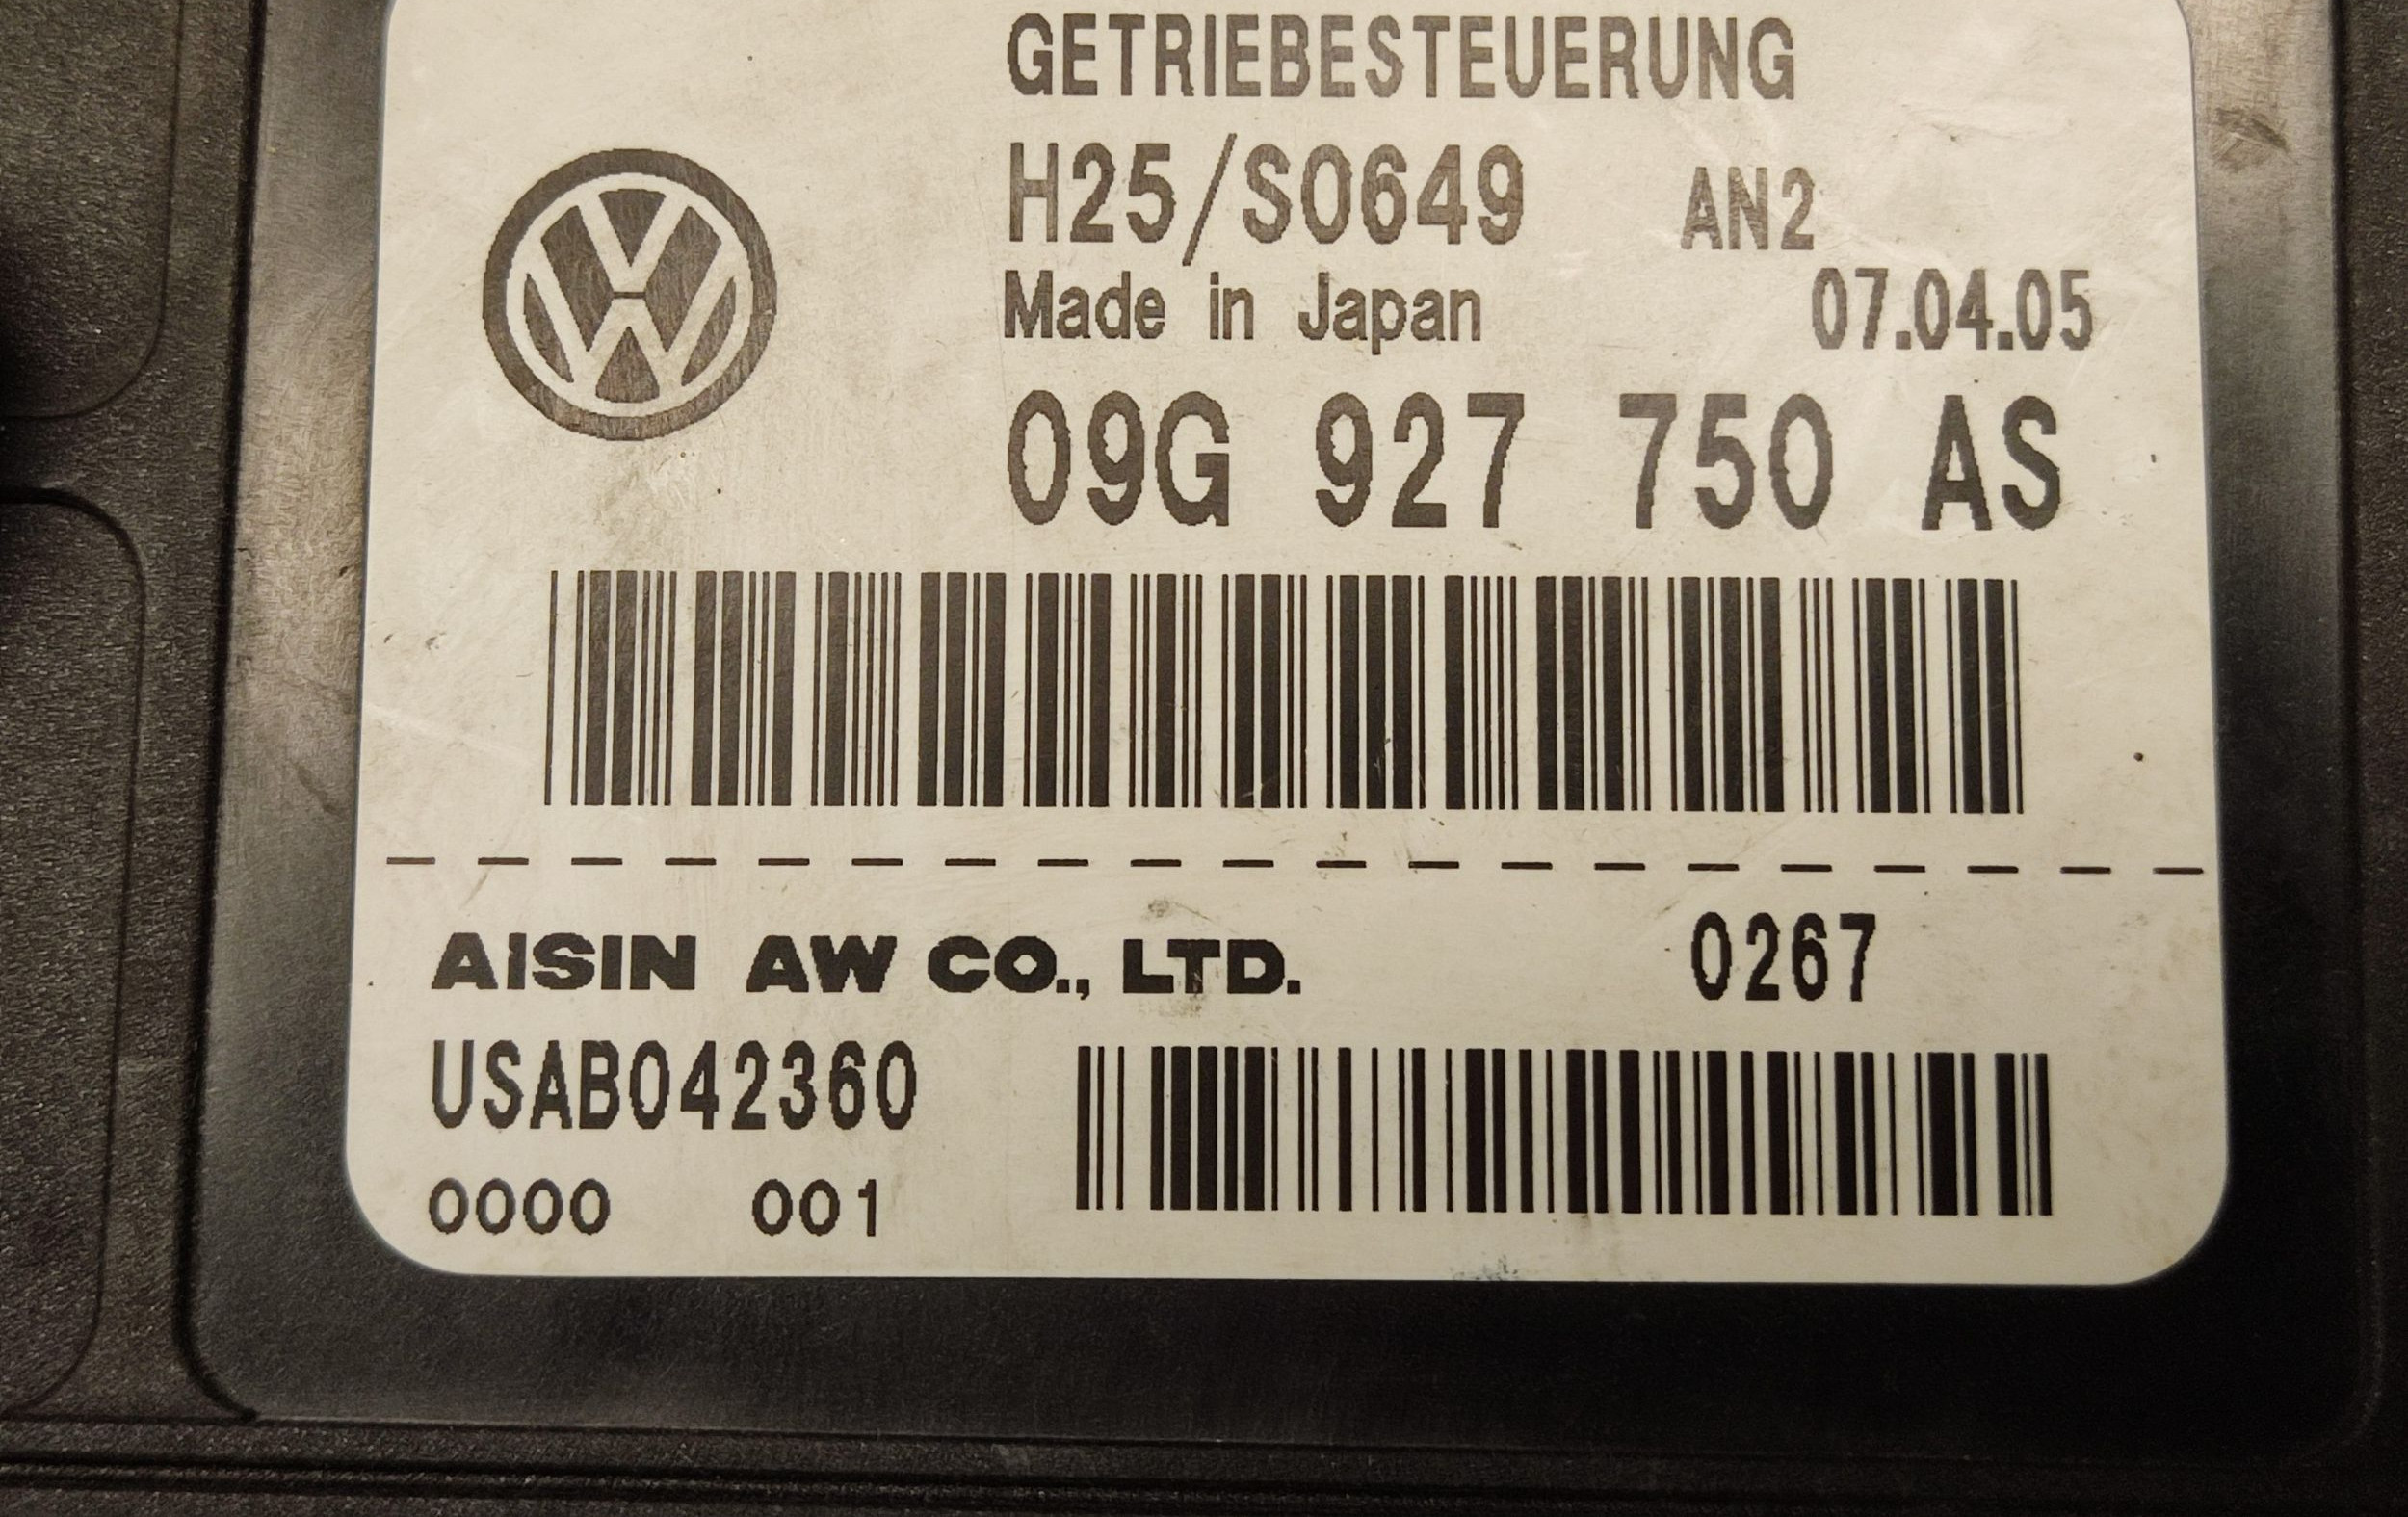 GETRIEBESTEUERUNG
H25/S0649 AN2
Made in Japan 07.04.05
09G 927 750 AS
AISIN AW CO., LTD. 0267
USAB042360
0000 001